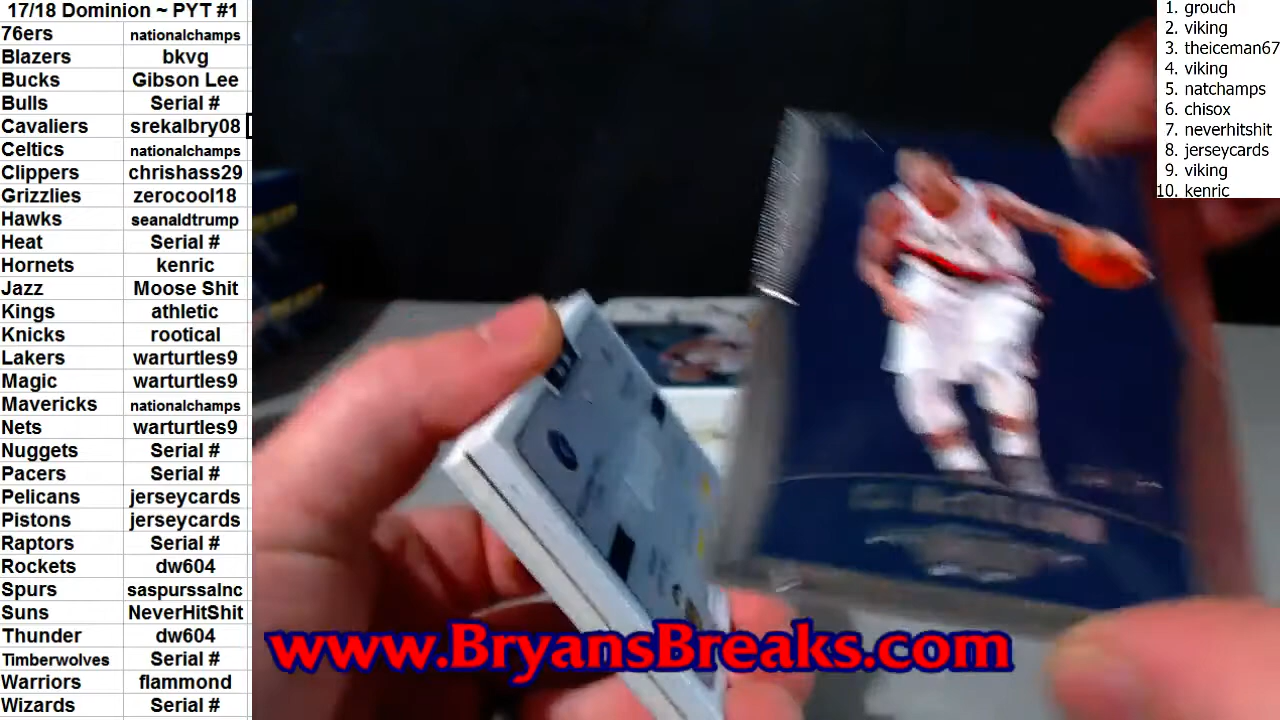 17/18 Dominion ~ PYT #1
76ers nationalchamps
Blazers bkvg
Bucks Gibson Lee
Bulls Serial #
Cavaliers srekalbry08
Celtics nationalchamps
Clippers chrishass29
Grizzlies zerocool18
Hawks seanaldtrump
Heat Serial #
Hornets kenric
Jazz Moose Shit
Kings athletic
Knicks rootical
Lakers warturtles9
Magic warturtles9
Mavericks nationalchamps
Nets warturtles9
Nuggets Serial #
Pacers Serial #
Pelicans jerseycards
Pistons jerseycards
Raptors Serial #
Rockets dw604
Spurs saspurssalnc
Suns NeverHitShit
Thunder dw604
Timberwolves Serial #
Warriors flammond
Wizards Serial #
1. grouch
2. viking
3. theiceman67
4. viking
5. natchamps
6. chisox
7. neverhitshit
8. jerseycards
9. viking
10. kenric
www.BryansBreaks.com